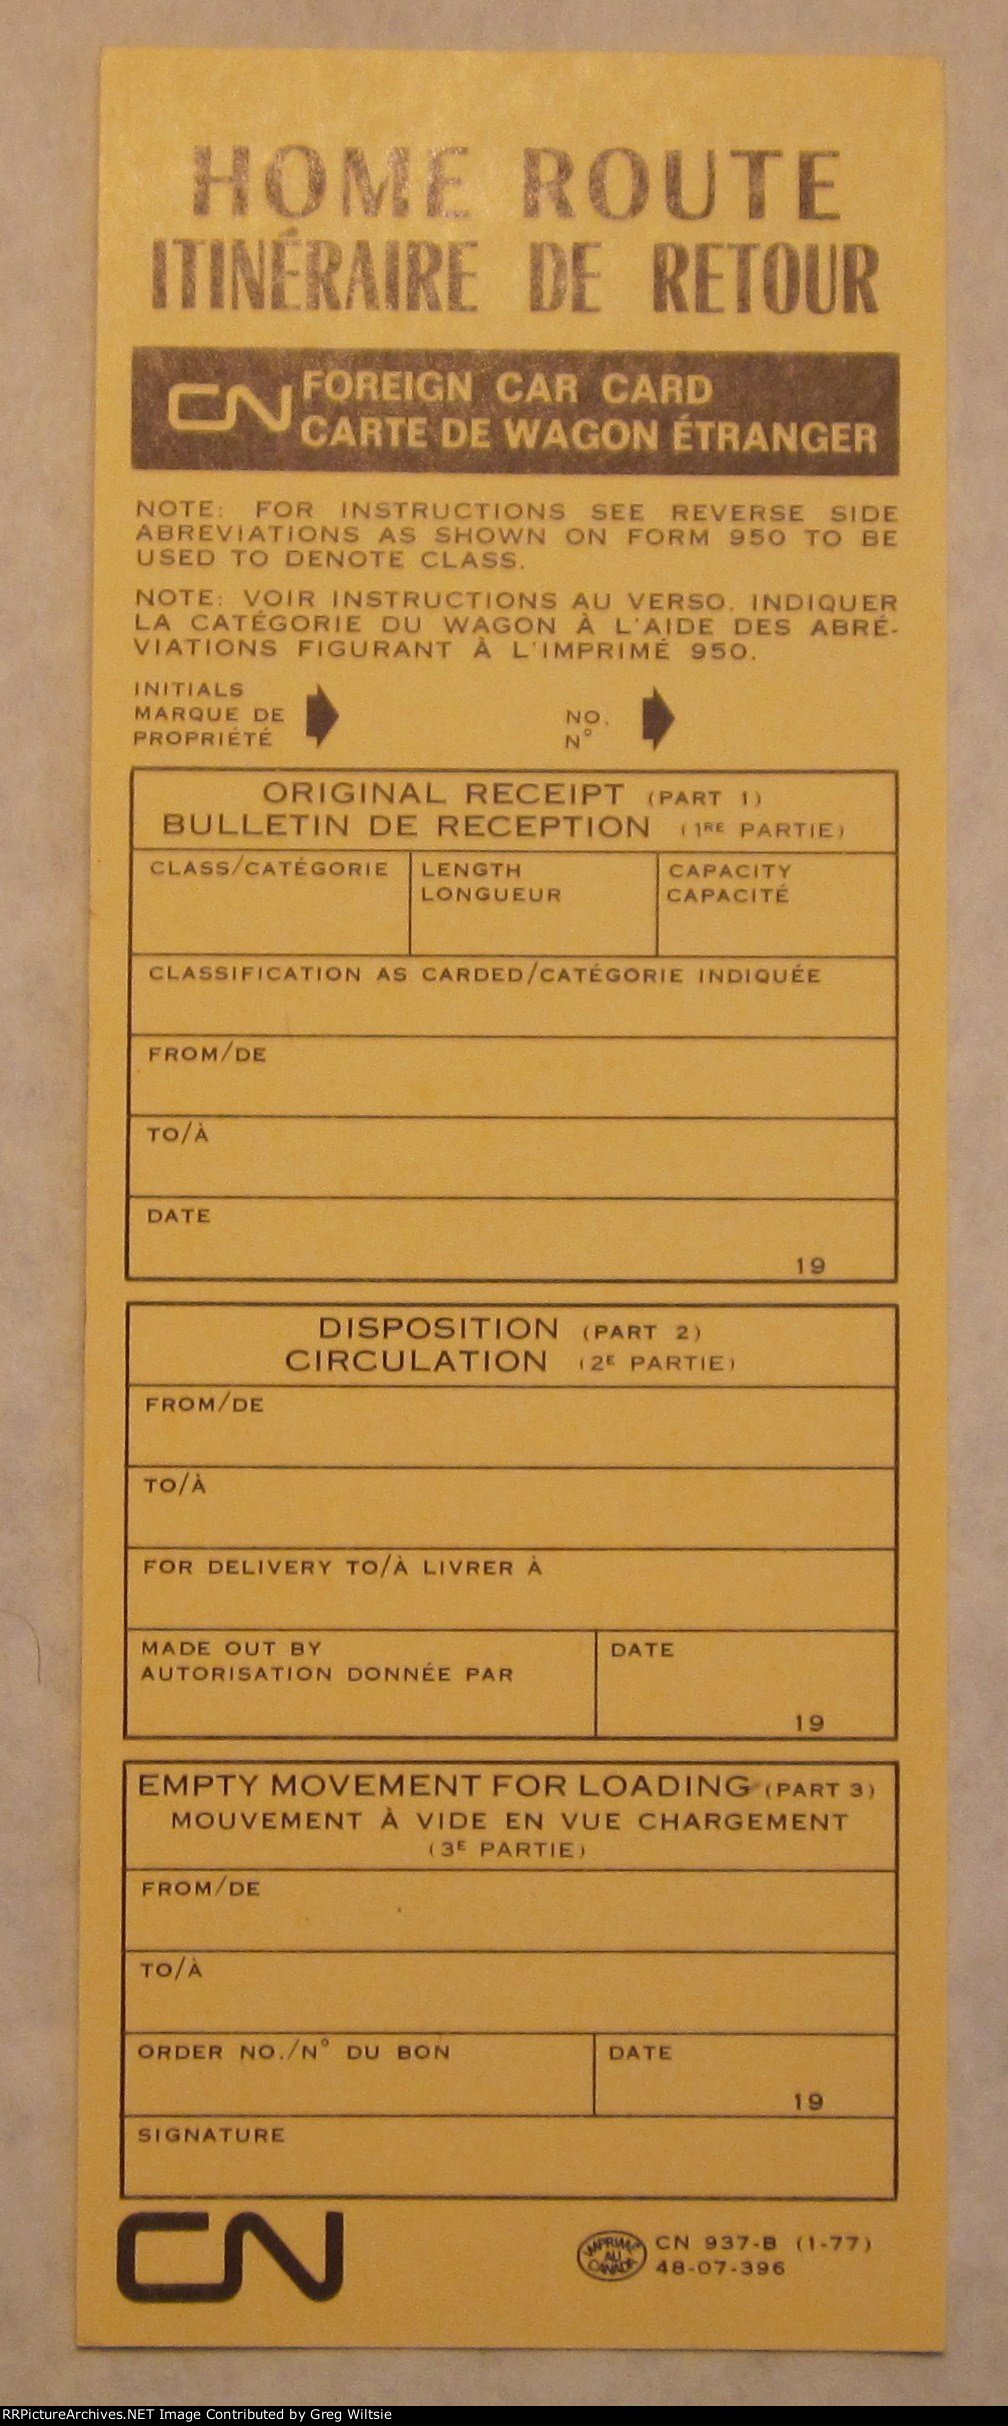 HOME ROUTE
ITINÉRAIRE DE RETOUR
CN FOREIGN CAR CARD
CARTE DE WAGON ÉTRANGER
NOTE: FOR INSTRUCTIONS SEE REVERSE SIDE
ABREVIATIONS AS SHOWN ON FORM 950 TO BE
USED TO DENOTE CLASS.
NOTE: VOIR INSTRUCTIONS AU VERSO. INDIQUER
LA CATÉGORIE DU WAGON À L'AIDE DES ABRÉ-
VIATIONS FIGURANT À L'IMPRIMÉ 950.
INITIALS
MARQUE DE
PROPRIÉTÉ
NO.
N°
ORIGINAL RECEIPT (PART 1)
BULLETIN DE RECEPTION (1RE PARTIE)
CLASS/CATÉGORIE
LENGTH
LONGUEUR
CAPACITY
CAPACITÉ
CLASSIFICATION AS CARDED/CATÉGORIE INDIQUÉE
FROM/DE
TO/À
DATE
19
DISPOSITION (PART 2)
CIRCULATION (2E PARTIE)
FROM/DE
TO/À
FOR DELIVERY TO/À LIVRER À
MADE OUT BY
AUTORISATION DONNÉE PAR
DATE
19
EMPTY MOVEMENT FOR LOADING (PART 3)
MOUVEMENT À VIDE EN VUE CHARGEMENT
(3E PARTIE)
FROM/DE
TO/À
ORDER NO./N° DU BON
DATE
19
SIGNATURE
CN
IMPRIMÉ
AU
CANADA
CN 937-B (1-77)
48-07-396
RRPictureArchives.NET Image Contributed by Greg Wiltsie